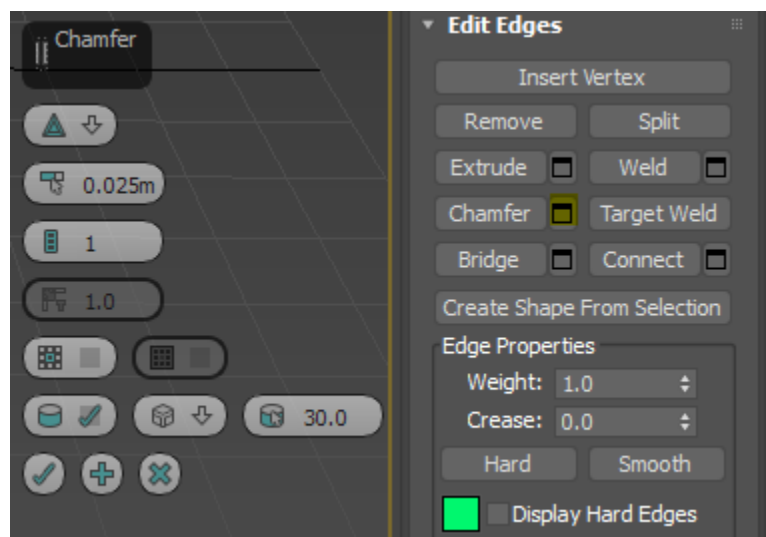 Chamfer
0.025m
1
1.0
30.0
Edit Edges
Insert Vertex
Remove Split
Extrude Weld
Chamfer Target Weld
Bridge Connect
Create Shape From Selection
Edge Properties
Weight: 1.0
Crease: 0.0
Hard Smooth
Display Hard Edges